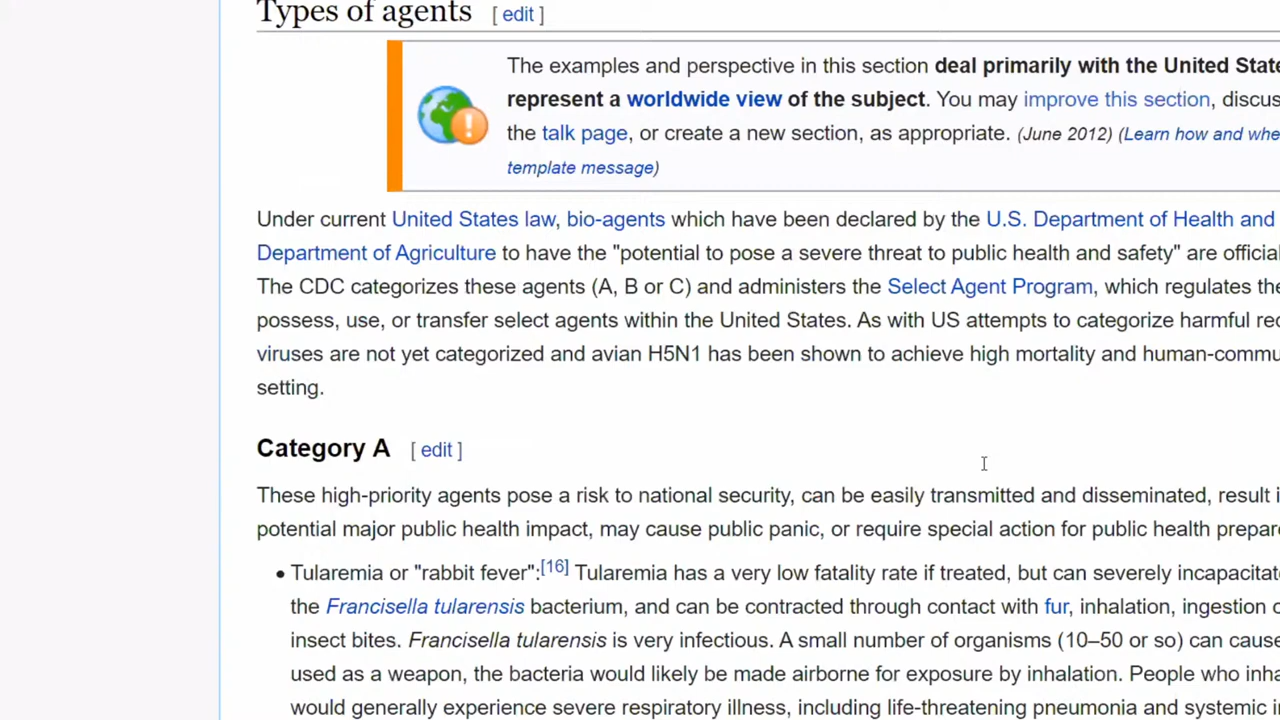 Types of agents [ edit ]
The examples and perspective in this section deal primarily with the United State
represent a worldwide view of the subject. You may improve this section, discus
the talk page, or create a new section, as appropriate. (June 2012) (Learn how and whe
template message)
Under current United States law, bio-agents which have been declared by the U.S. Department of Health and
Department of Agriculture to have the "potential to pose a severe threat to public health and safety" are official
The CDC categorizes these agents (A, B or C) and administers the Select Agent Program, which regulates the
possess, use, or transfer select agents within the United States. As with US attempts to categorize harmful rec
viruses are not yet categorized and avian H5N1 has been shown to achieve high mortality and human-commu
setting.
Category A [ edit ]
These high-priority agents pose a risk to national security, can be easily transmitted and disseminated, result i
potential major public health impact, may cause public panic, or require special action for public health prepare
• Tularemia or "rabbit fever":[16] Tularemia has a very low fatality rate if treated, but can severely incapacitate
the Francisella tularensis bacterium, and can be contracted through contact with fur, inhalation, ingestion o
insect bites. Francisella tularensis is very infectious. A small number of organisms (10–50 or so) can cause
used as a weapon, the bacteria would likely be made airborne for exposure by inhalation. People who inha
would generally experience severe respiratory illness, including life-threatening pneumonia and systemic i